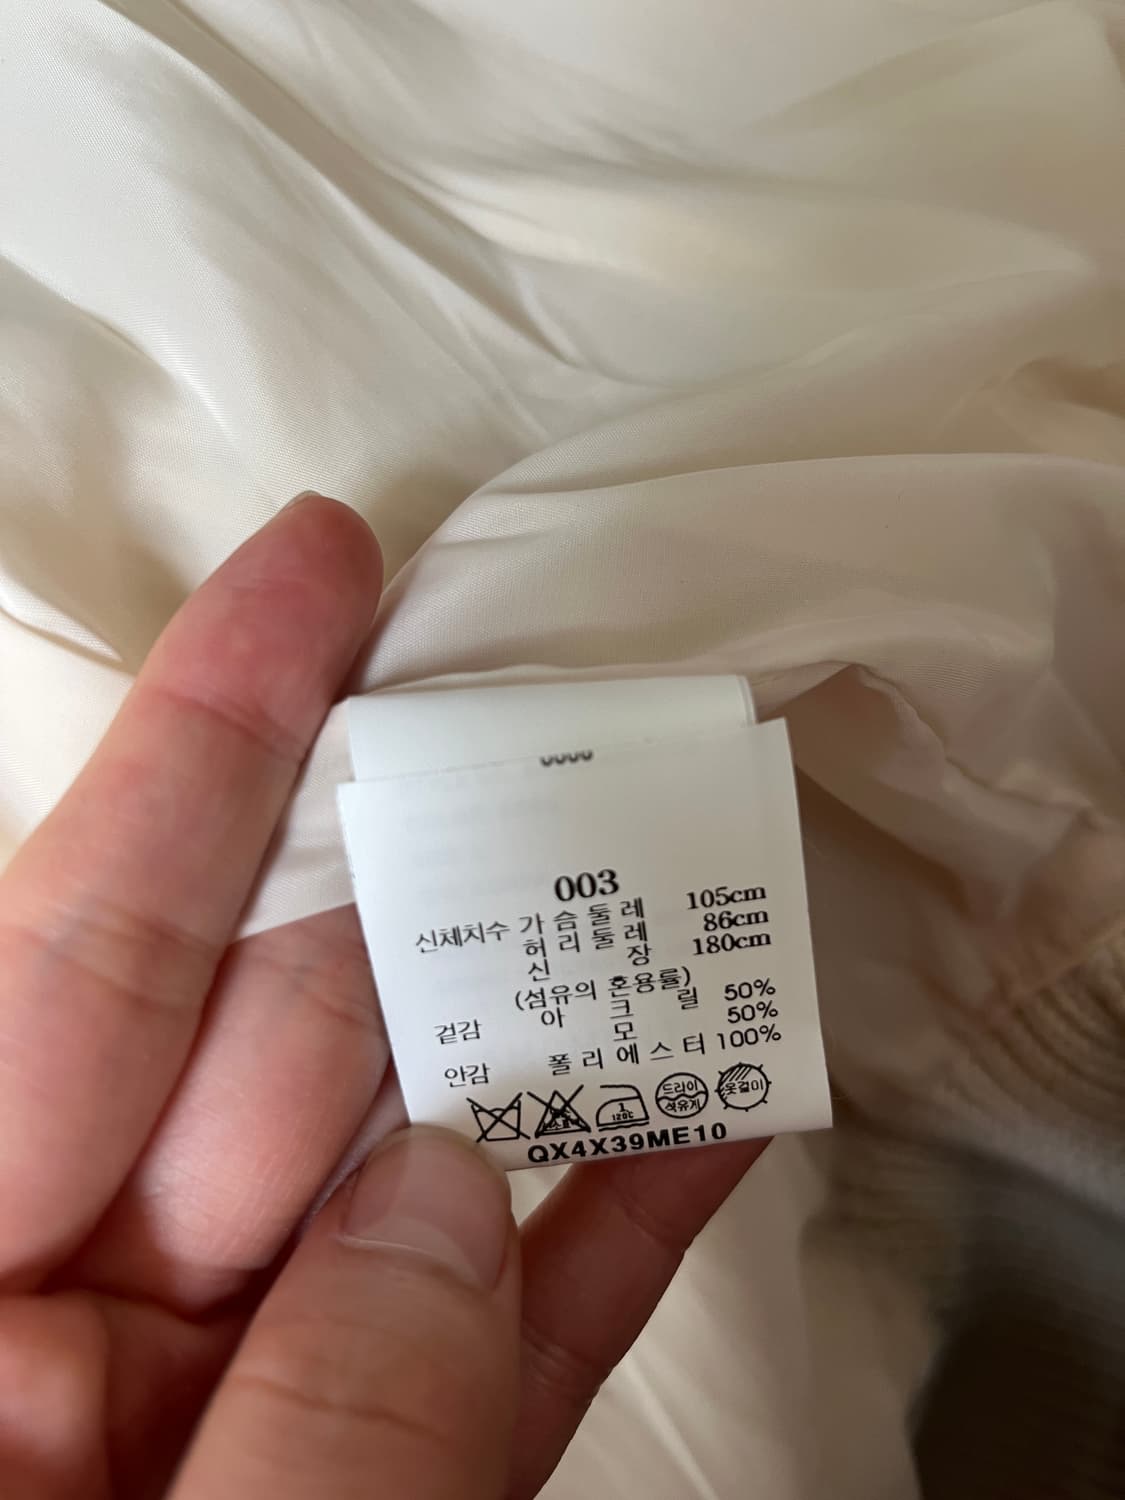 003
신체치수 가슴둘레 105cm
허리둘레 86cm
신장 180cm
(섬유의 혼용률)
겉감 아크릴 50%
모 50%
안감 폴리에스터 100%
1 120C 드라이 석유계 옷걸이
QX4X39ME10